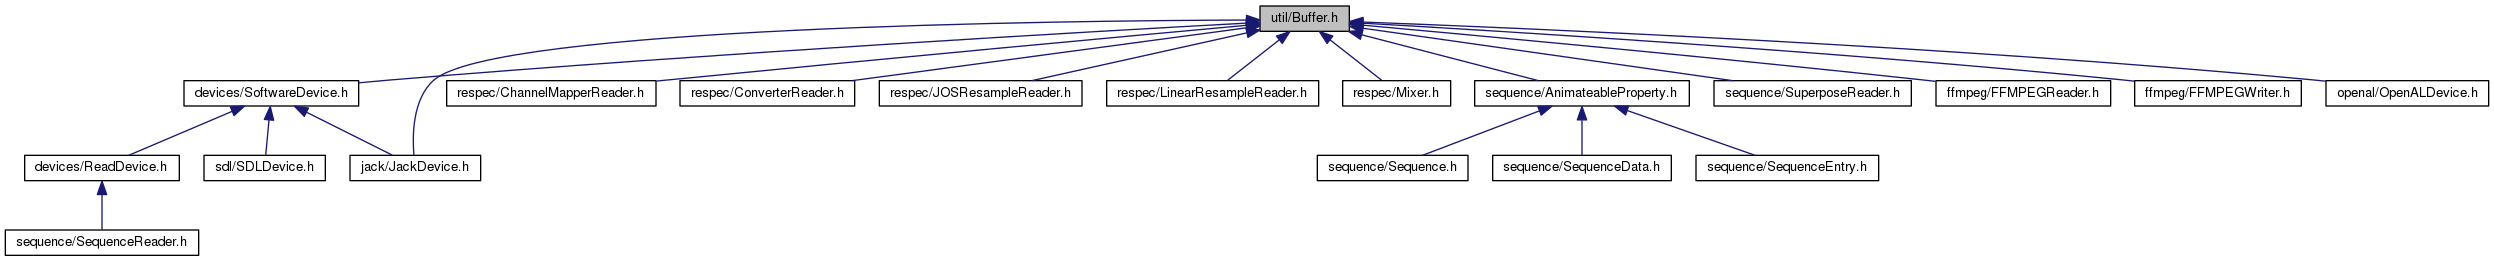 util/Buffer.h
devices/SoftwareDevice.h
respec/ChannelMapperReader.h
respec/ConverterReader.h
respec/JOSResampleReader.h
respec/LinearResampleReader.h
respec/Mixer.h
sequence/AnimateableProperty.h
sequence/SuperposeReader.h
ffmpeg/FFMPEGReader.h
ffmpeg/FFMPEGWriter.h
openal/OpenALDevice.h
devices/ReadDevice.h
sdl/SDLDevice.h
jack/JackDevice.h
sequence/Sequence.h
sequence/SequenceData.h
sequence/SequenceEntry.h
sequence/SequenceReader.h